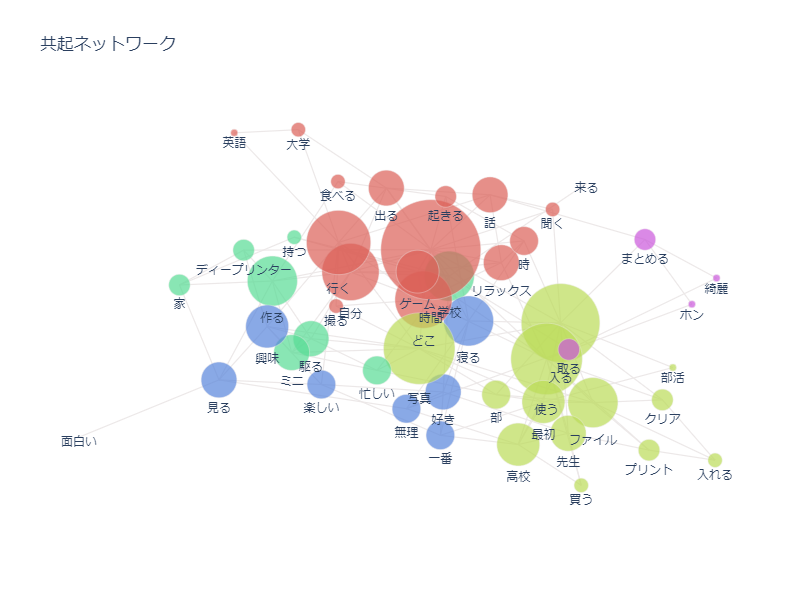 共起ネットワーク
英語
大学
来る
食べる
出る
起きる
話
聞く
持つ
まとめる
時
ディープリンター
綺麗
家
行く
リラックス
ゲーム
学校
自分
ホン
作る
撮る
時間
どこ
興味
駆る
寝る
取る
入る
ミニ
部活
見る
楽しい
忙しい
写真
好き
部
使う
クリア
無理
最初
ファイル
面白い
一番
先生
高校
プリント
入れる
買う